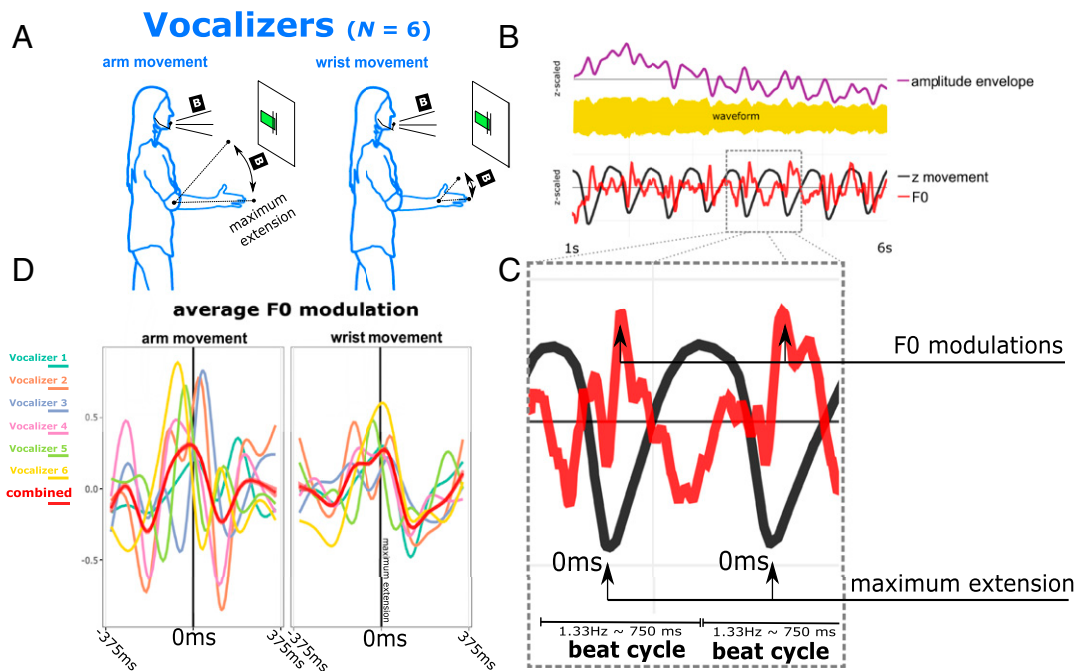 A
Vocalizers (N = 6)
arm movement
wrist movement
B
B
B
B
maximum
extension
B
z-scaled
amplitude envelope
waveform
z-scaled
z movement
F0
1s
6s
C
F0 modulations
0ms
0ms
maximum extension
1.33Hz ~ 750 ms
1.33Hz ~ 750 ms
beat cycle
beat cycle
D
average F0 modulation
arm movement
wrist movement
Vocalizer 1
Vocalizer 2
Vocalizer 3
Vocalizer 4
Vocalizer 5
Vocalizer 6
combined
0.5
0.0
-0.5
maximum extension
-375ms
0ms
375ms
-375ms
0ms
375ms